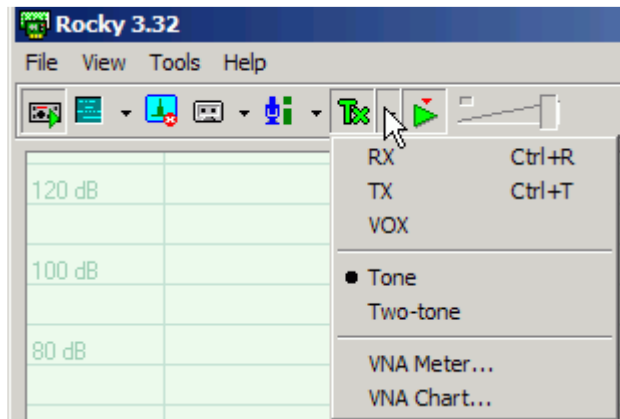 Rocky 3.32
File View Tools Help
Tx
RX Ctrl+R
120 dB
TX Ctrl+T
VOX
100 dB
Tone
Two-tone
80 dB
VNA Meter...
VNA Chart...